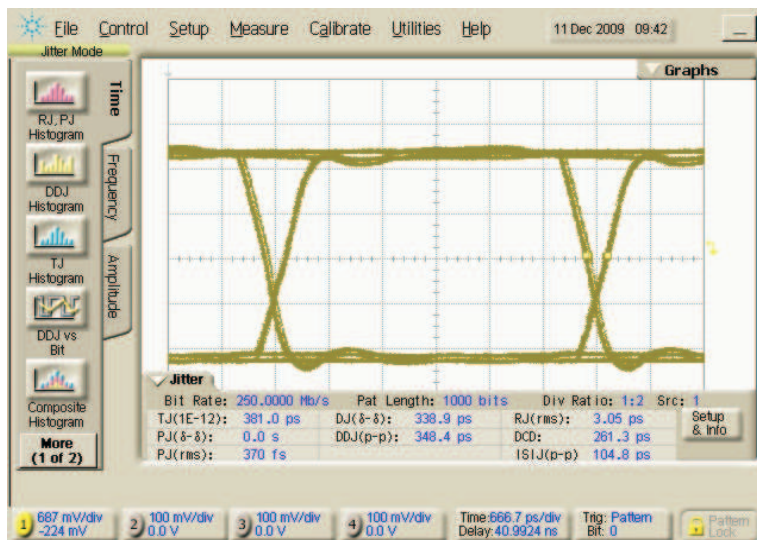 File Control Setup Measure Calibrate Utilities Help 11 Dec 2009 09:42
Jitter Mode
Graphs
Time
Frequency
Amplitude
RJ, PJ
Histogram
DDJ
Histogram
TJ
Histogram
DDJ vs
Bit
Composite
Histogram
More
(1 of 2)
Jitter
Bit Rate: 250.0000 Mb/s Pat Length: 1000 bits Div Ratio: 1:2 Src: 1
TJ(1E-12): 381.0 ps DJ(δ-δ): 338.9 ps RJ(rms): 3.05 ps
PJ(δ-δ): 0.0 s DDJ(p-p): 348.4 ps DCD: 261.3 ps
PJ(rms): 370 fs ISIJ(p-p) 104.8 ps
Setup
& Info
1 687 mV/div
-224 mV
2 100 mV/div
0.0 V
3 100 mV/div
0.0 V
4 100 mV/div
0.0 V
Time:666.7 ps/div
Delay:40.9924 ns
Trig: Pattern
Bit: 0
Pattern
Lock